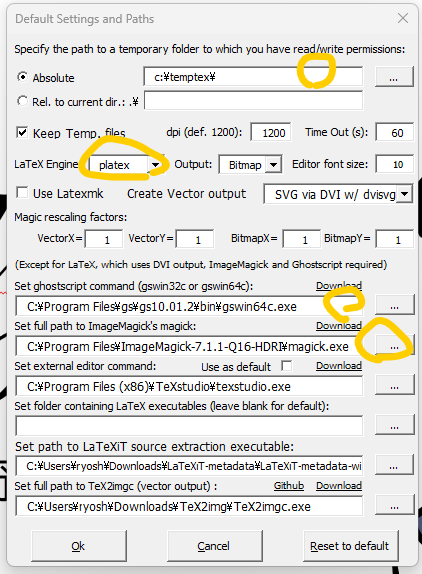 Default Settings and Paths
Specify the path to a temporary folder to which you have read/write permissions:
Absolute c:¥temptex¥ ...
Rel. to current dir.: .¥
Keep Temp. files dpi (def. 1200): 1200 Time Out (s): 60
LaTeX Engine platex Output: Bitmap Editor font size: 10
Use Latexmk Create Vector output SVG via DVI w/ dvisvg
Magic rescaling factors:
VectorX= 1 VectorY= 1 BitmapX= 1 BitmapY= 1
(Except for LaTeX, which uses DVI output, ImageMagick and Ghostscript required)
Set ghostscript command (gswin32c or gswin64c): Download
C:¥Program Files¥gs¥gs10.01.2¥bin¥gswin64c.exe ...
Set full path to ImageMagick's magick: Download
C:¥Program Files¥ImageMagick-7.1.1-Q16-HDRI¥magick.exe ...
Set external editor command: Use as default Download
C:¥Program Files (x86)¥TeXstudio¥texstudio.exe ...
Set folder containing LaTeX executables (leave blank for default):
...
Set path to LaTeXiT source extraction executable: Download
C:¥Users¥ryosh¥Downloads¥LaTeXiT-metadata¥LaTeXiT-metadata-wi ...
Set full path to TeX2imgc (vector output) : Github Download
C:¥Users¥ryosh¥Downloads¥TeX2img¥TeX2imgc.exe ...
Ok Cancel Reset to default